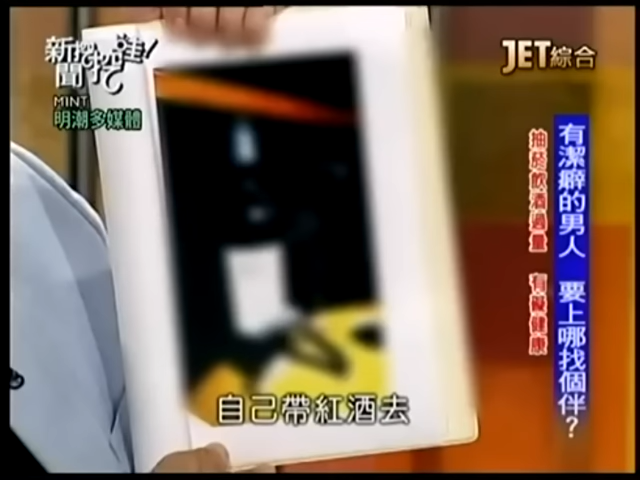 新聞挖挖哇!
MINT
明潮多媒體
JET綜合
有潔癖的男人 要上哪找個伴?
抽菸飲酒過量 有礙健康
自己帶紅酒去